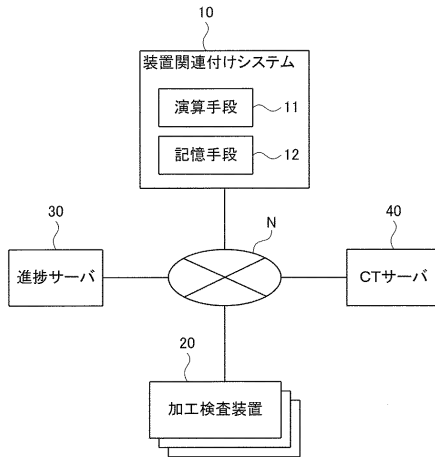 10
装置関連付けシステム
演算手段
11
記憶手段
12
30
N
40
進捗サーバ
CTサーバ
20
加工検査装置